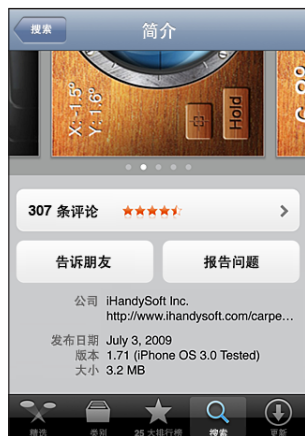 搜索
简介
X:-1.5°
Y:1.6°
Hold
307 条评论
告诉朋友
报告问题
公司 iHandySoft Inc.
http://www.ihandysoft.com/carpe...
发布日期 July 3, 2009
版本 1.71 (iPhone OS 3.0 Tested)
大小 3.2 MB
精选
类别
25 大排行榜
搜索
更新